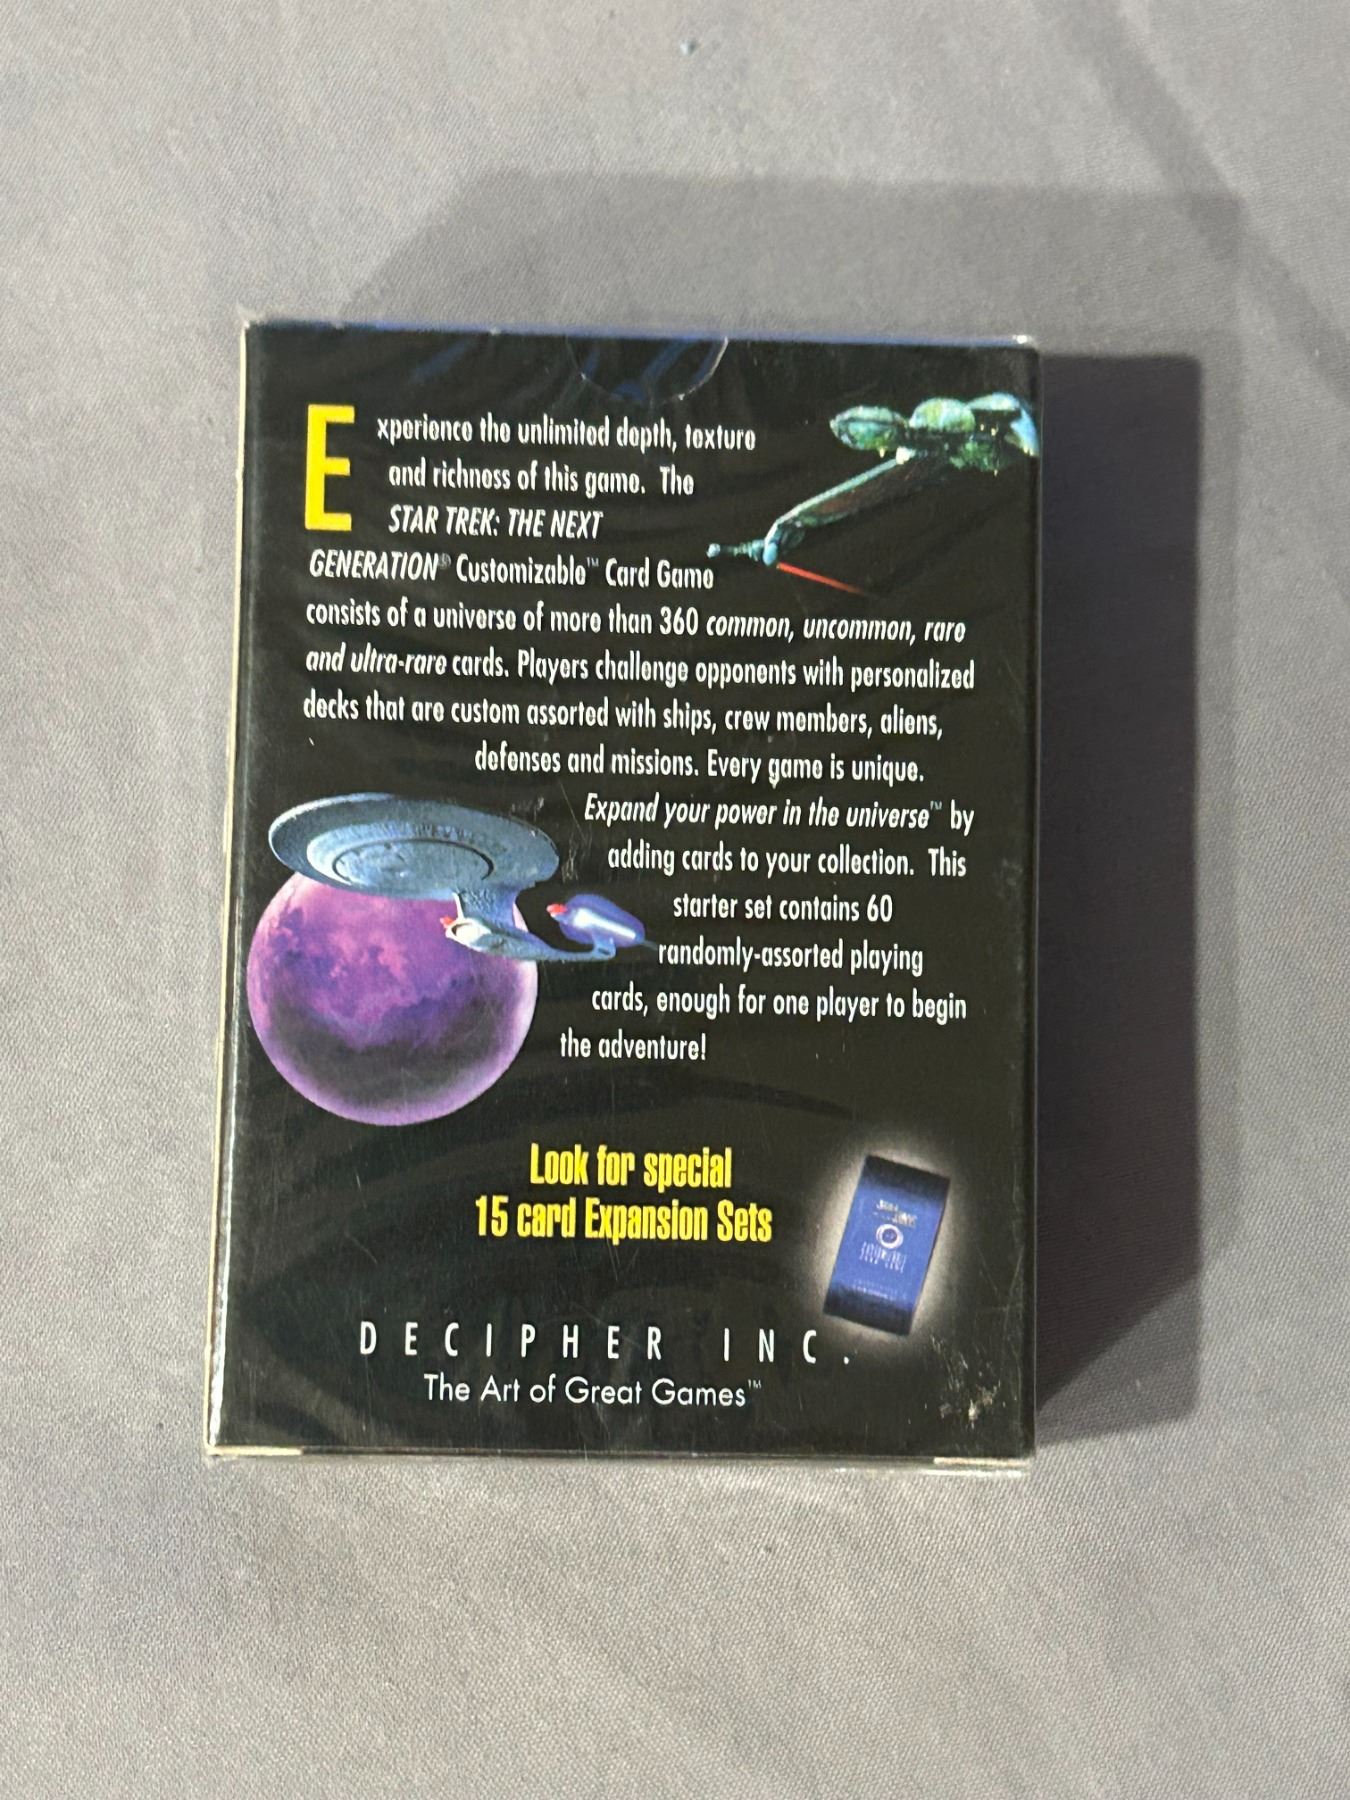 Experience the unlimited depth, texture
and richness of this game. The
STAR TREK: THE NEXT
GENERATION® Customizable™ Card Game
consists of a universe of more than 360 common, uncommon, rare
and ultra-rare cards. Players challenge opponents with personalized
decks that are custom assorted with ships, crew members, aliens,
defenses and missions. Every game is unique.
Expand your power in the universe™ by
adding cards to your collection. This
starter set contains 60
randomly-assorted playing
cards, enough for one player to begin
the adventure!
Look for special
15 card Expansion Sets
DECIPHER INC.
The Art of Great Games™